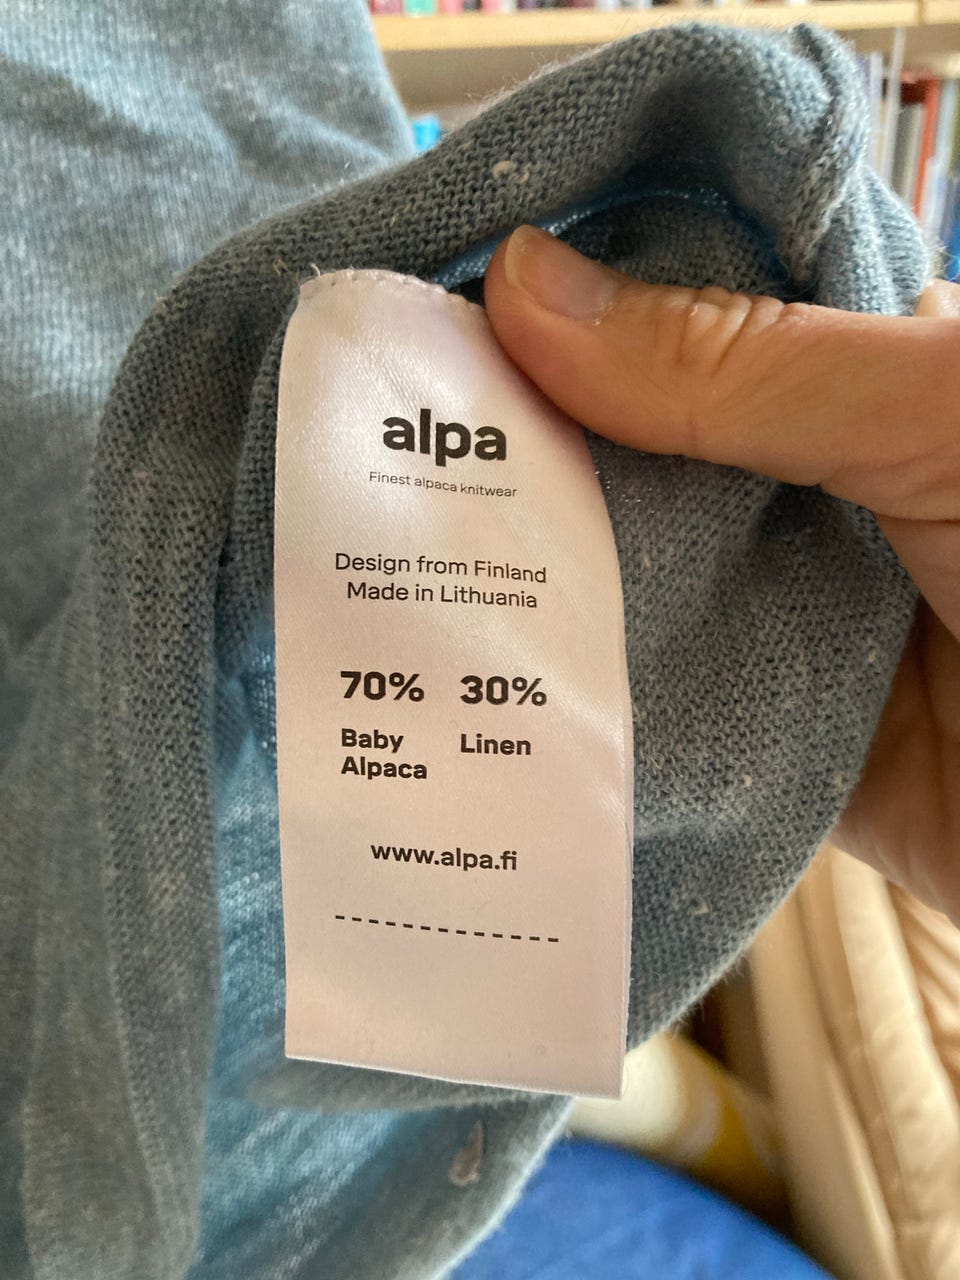 alpa
Finest alpaca knitwear
Design from Finland
Made in Lithuania
70% 30%
Baby Linen
Alpaca
www.alpa.fi